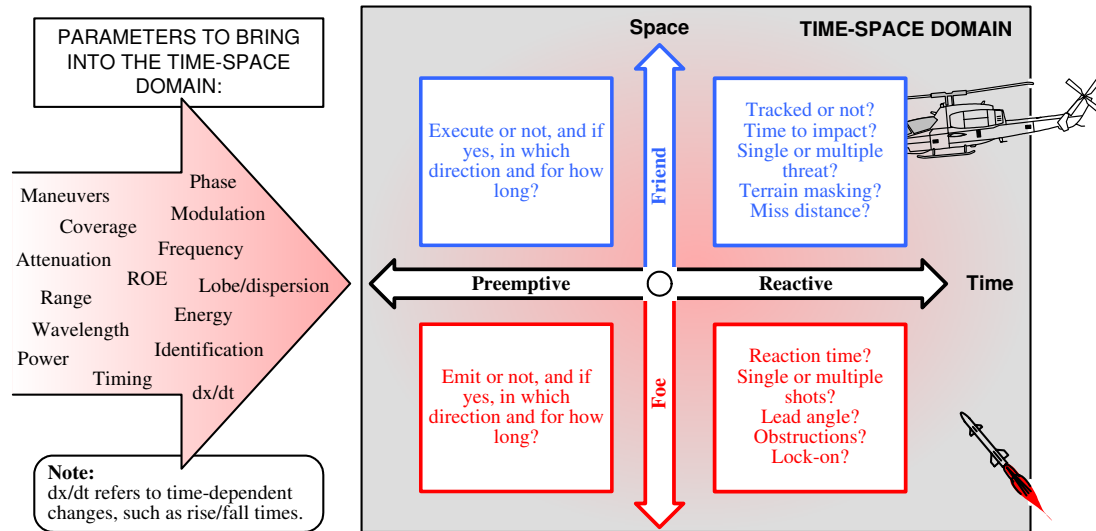 PARAMETERS TO BRING
INTO THE TIME-SPACE
DOMAIN:
Maneuvers
Phase
Coverage
Modulation
Attenuation
Frequency
ROE
Lobe/dispersion
Range
Energy
Wavelength
Identification
Power
Timing
dx/dt
Note:
dx/dt refers to time-dependent
changes, such as rise/fall times.
Space
TIME-SPACE DOMAIN
Execute or not, and if
yes, in which
direction and for how
long?
Friend
Tracked or not?
Time to impact?
Single or multiple
threat?
Terrain masking?
Miss distance?
Preemptive
Reactive
Time
Emit or not, and if
yes, in which
direction and for how
long?
Foe
Reaction time?
Single or multiple
shots?
Lead angle?
Obstructions?
Lock-on?